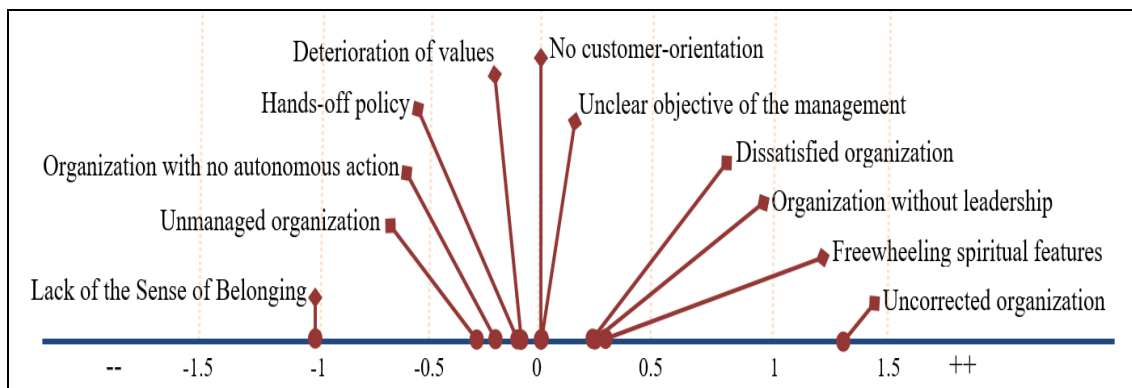 No customer-orientation
Deterioration of values
Hands-off policy
Unclear objective of the management
Organization with no autonomous action
Dissatisfied organization
Unmanaged organization
Organization without leadership
Freewheeling spiritual features
Lack of the Sense of Belonging
Uncorrected organization
-- -1.5 -1 -0.5 0 0.5 1 1.5 ++